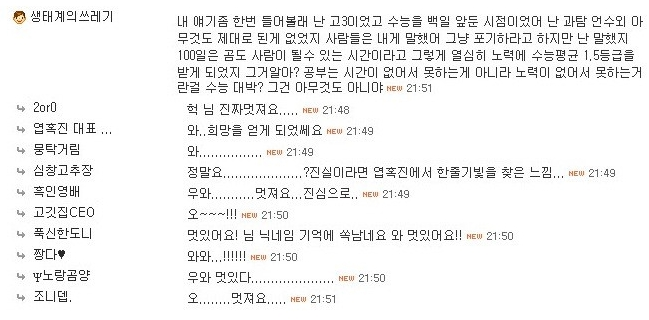 생태계의쓰레기
내 얘기좀 한번 들어볼래 난 고3이었고 수능을 백일 앞둔 시점이었어 난 과탐 언수외 아
무것도 제대로 된게 없었지 사람들은 내게 말했어 그냥 포기하라고 하지만 난 말했지
100일은 곰도 사람이 될수 있는 시간이라고 그렇게 열심히 노력에 수능평균 1.5등급을
받게 되었지 그거알아? 공부는 시간이 없어서 못하는게 아니라 노력이 없어서 못하는거
란걸 수능 대박? 그건 아무것도 아니야 NEW 21:51
2or0 헉 님 진짜멋져요..... NEW 21:48
엽혹진 대표 ... 와..희망을 얻게 되었쎄요 NEW 21:49
뭉탁거림 와................ NEW 21:49
심창고추장 정말요....................?진실이라면 엽혹진에서 한줄기빛을 찾은 느낌... NEW 21:49
흑인영배 우와...........멋져요...진심으로.. NEW 21:49
고깃집CEO 오~~~!!! NEW 21:50
푹신한도니 멋있어요! 님 닉네임 기억에 쏙남네요 와 멋있어요!! NEW 21:50
짱다♥ 와와...!!!!!! NEW 21:50
Ψ노랑곰양 우와 멋있다...................... NEW 21:50
조니뎁. 오........멋져요..... NEW 21:51